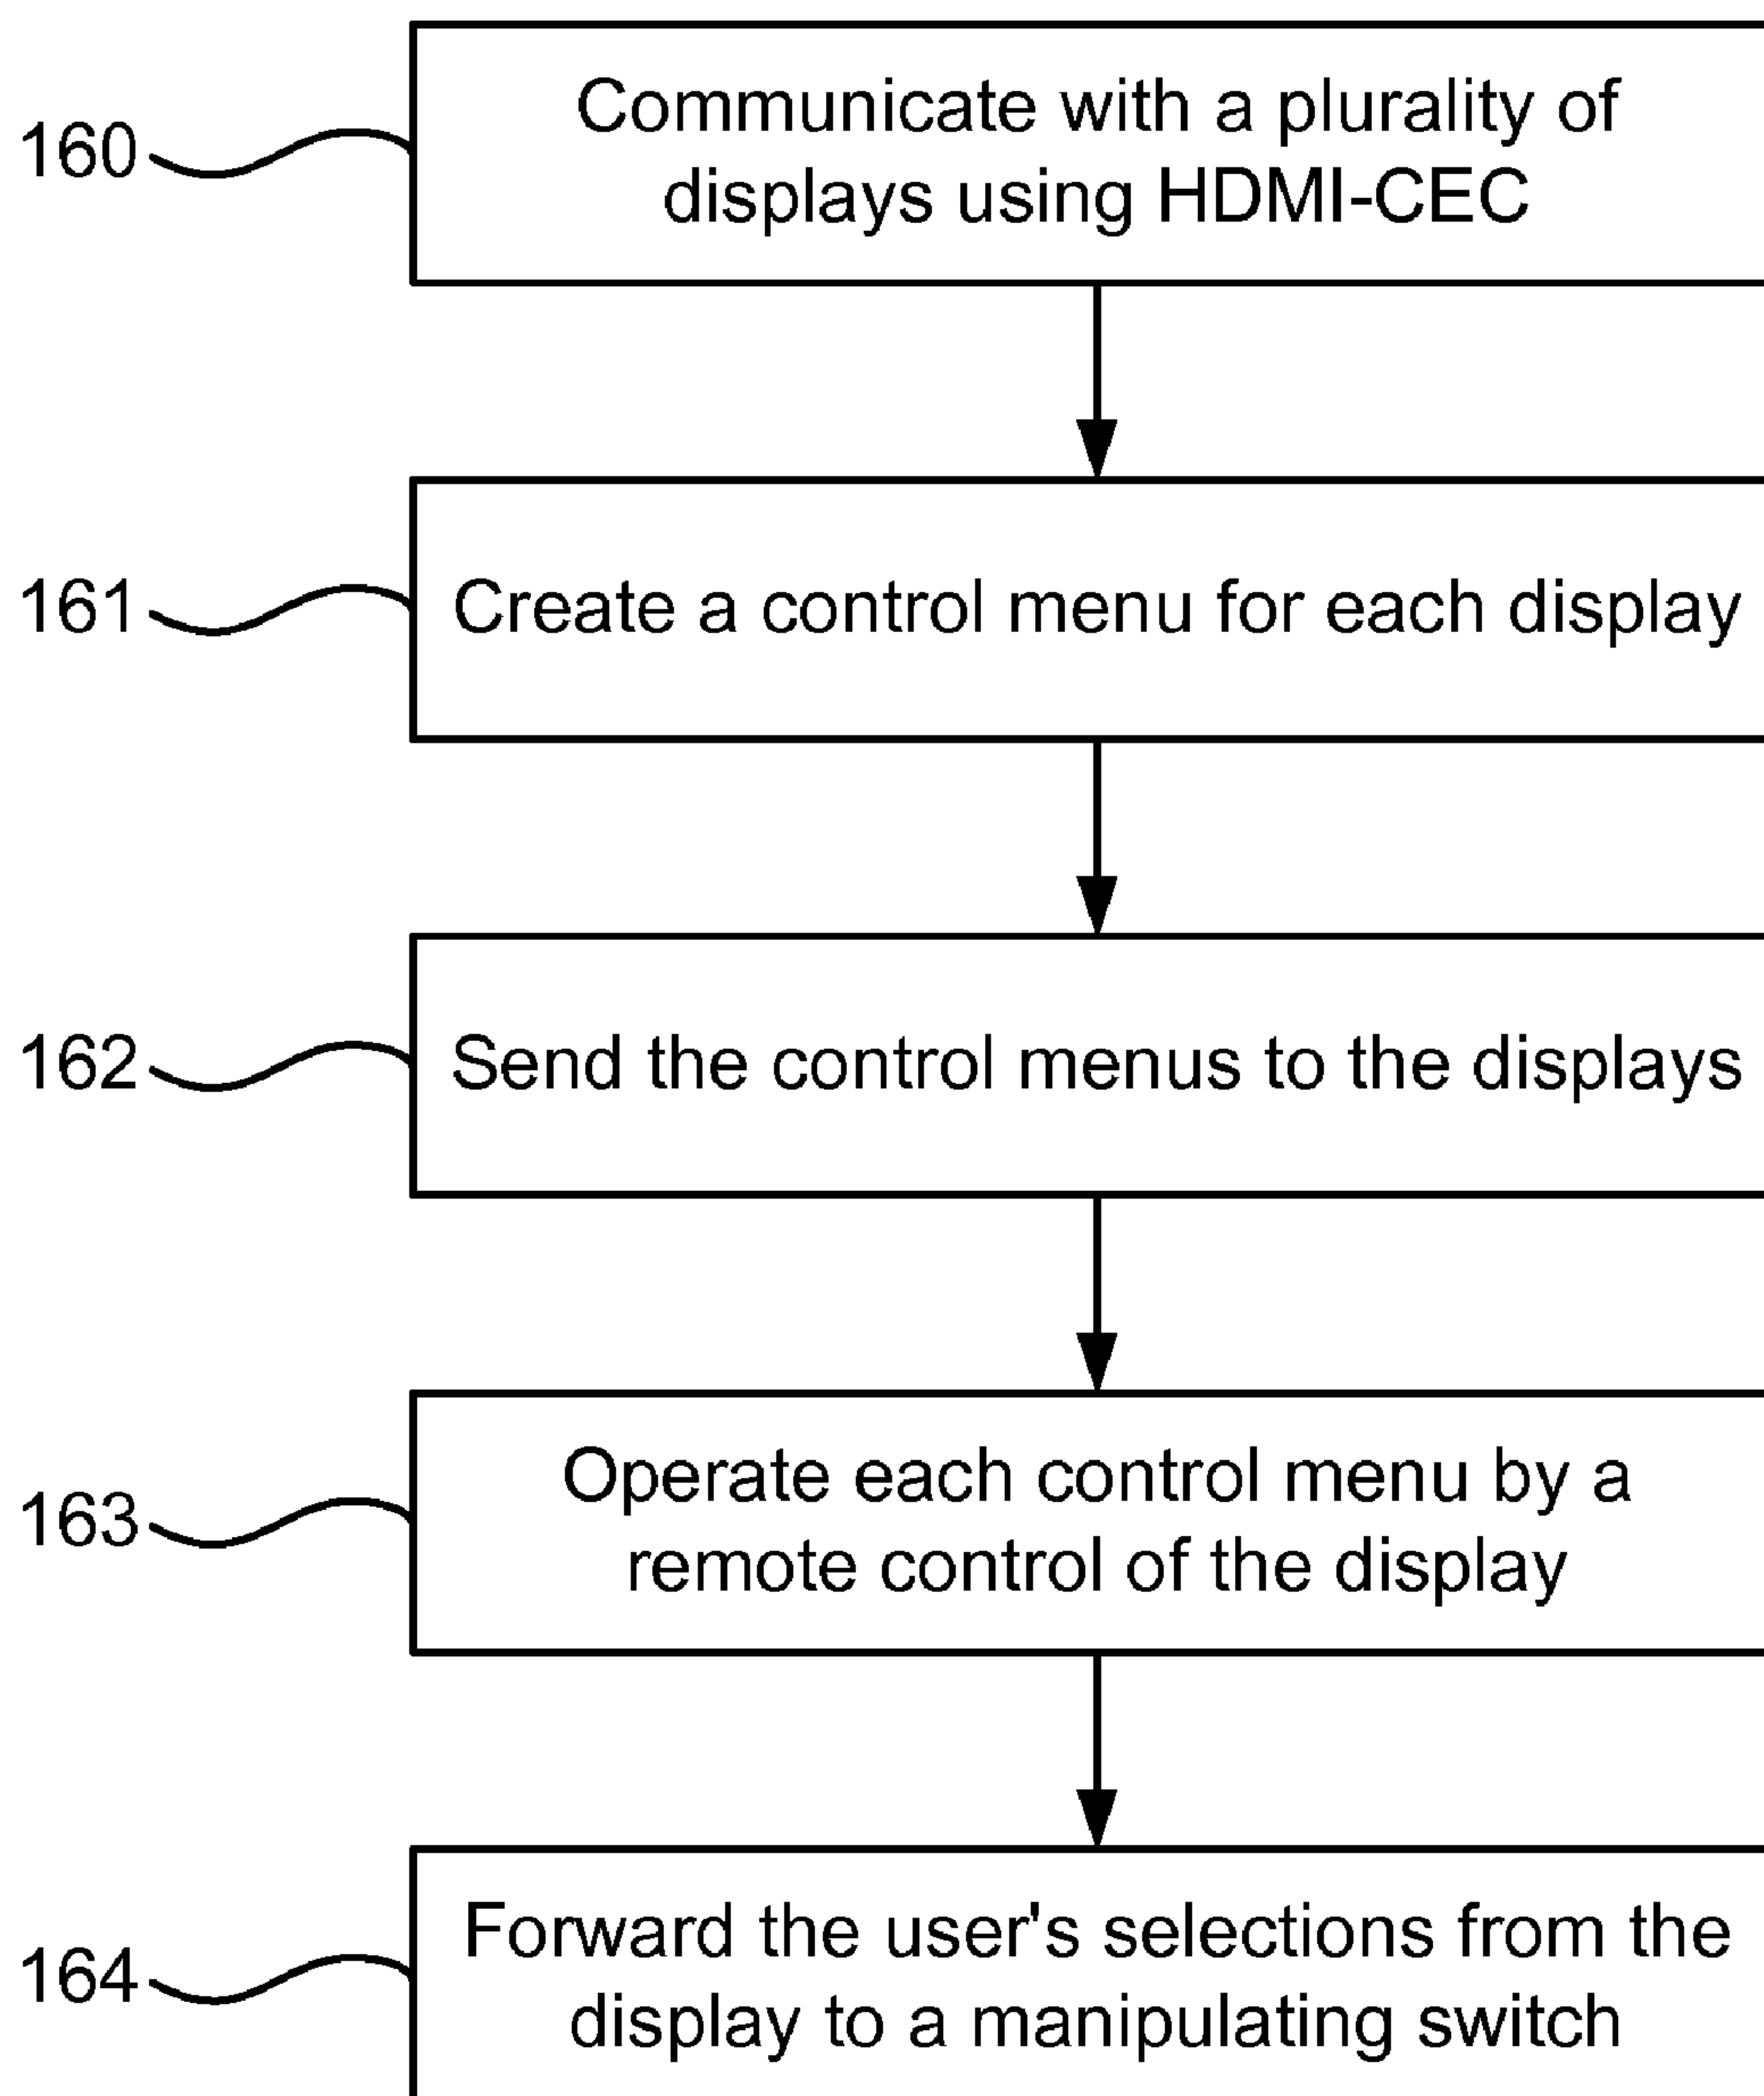 160
Communicate with a plurality of
displays using HDMI-CEC
161
Create a control menu for each display
162
Send the control menus to the displays
163
Operate each control menu by a
remote control of the display
164
Forward the user's selections from the
display to a manipulating switch